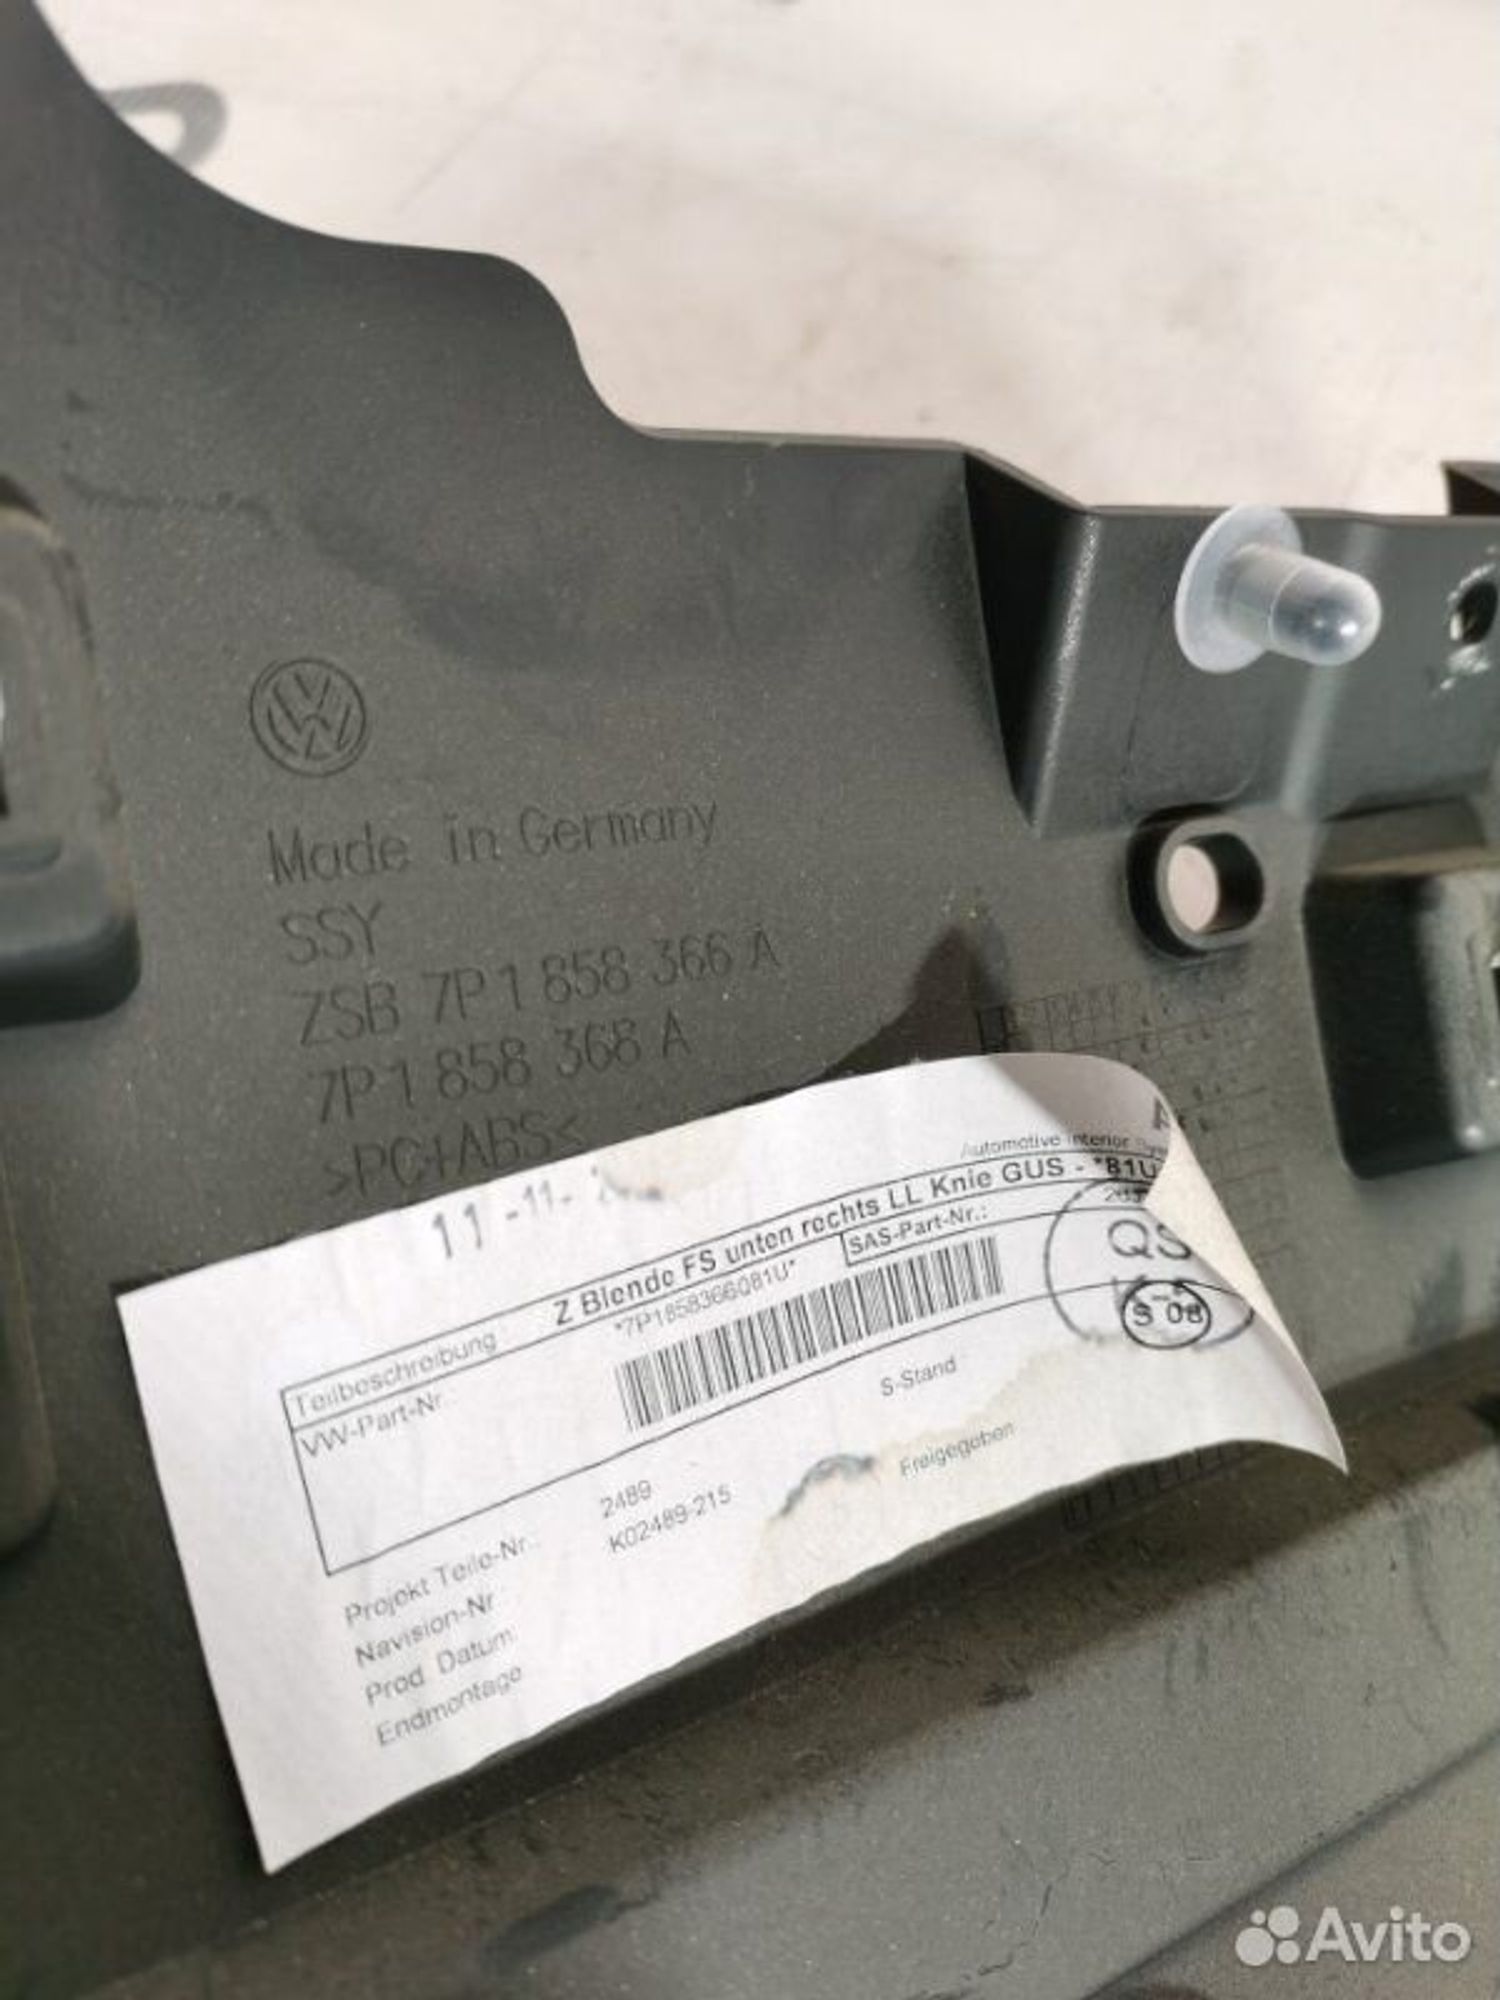 Made in Germany
SSY
ZSB 7P1 858 366 A
7P1 858 368 A
>PC+ABS<
11 -11-
Automotive Interior
Teilbeschreibung Z Blende FS unten rechts LL Knie GUS - *81U
VW-Part-Nr. *7P1858366081U* SAS-Part-Nr.:
QS
S 08
S-Stand
Projekt Teile-Nr.: 2489 Freigegeben
Navision-Nr K02489-215
Prod. Datum:
Endmontage
Avito